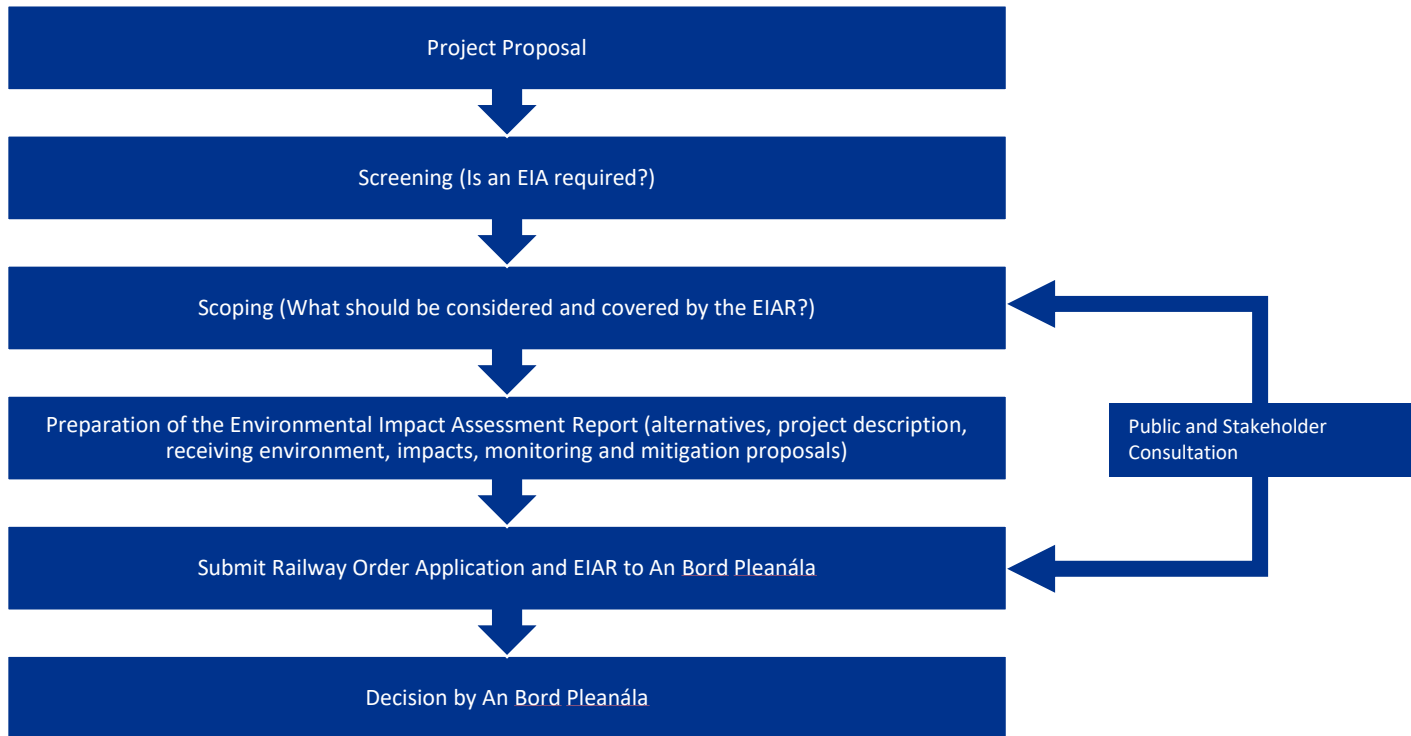 Project Proposal
Screening (Is an EIA required?)
Scoping (What should be considered and covered by the EIAR?)
Preparation of the Environmental Impact Assessment Report (alternatives, project description,
receiving environment, impacts, monitoring and mitigation proposals)
Public and Stakeholder
Consultation
Submit Railway Order Application and EIAR to An Bord Pleanála
Decision by An Bord Pleanála